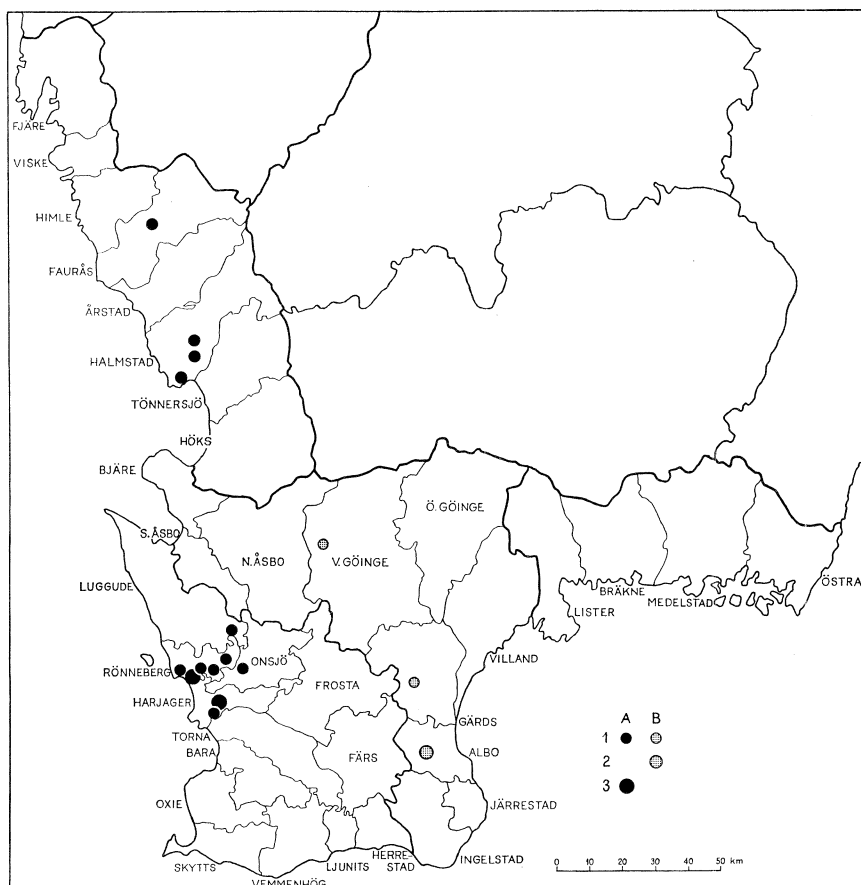 FJÄRE
VISKE
HIMLE
FAURÅS
ÅRSTAD
HALMSTAD
TÖNNERSJÖ
HÖKS
BJÄRE
Ö. GÖINGE
S. ÅSBO
N. ÅSBO
V. GÖINGE
LUGGUDE
ÖSTRA
BRÄKNE
MEDELSTAD
LISTER
VILLAND
RÖNNEBERG
ONSJÖ
FROSTA
HARJAGER
GÄRDS
TORNA
BARA
FÄRS
ALBO
A B
1
2
3
OXIE
JÄRRESTAD
SKYTTS
VEMMENHÖG
LJUNITS
HERRE-
STAD
INGELSTAD
0 10 20 30 50 km